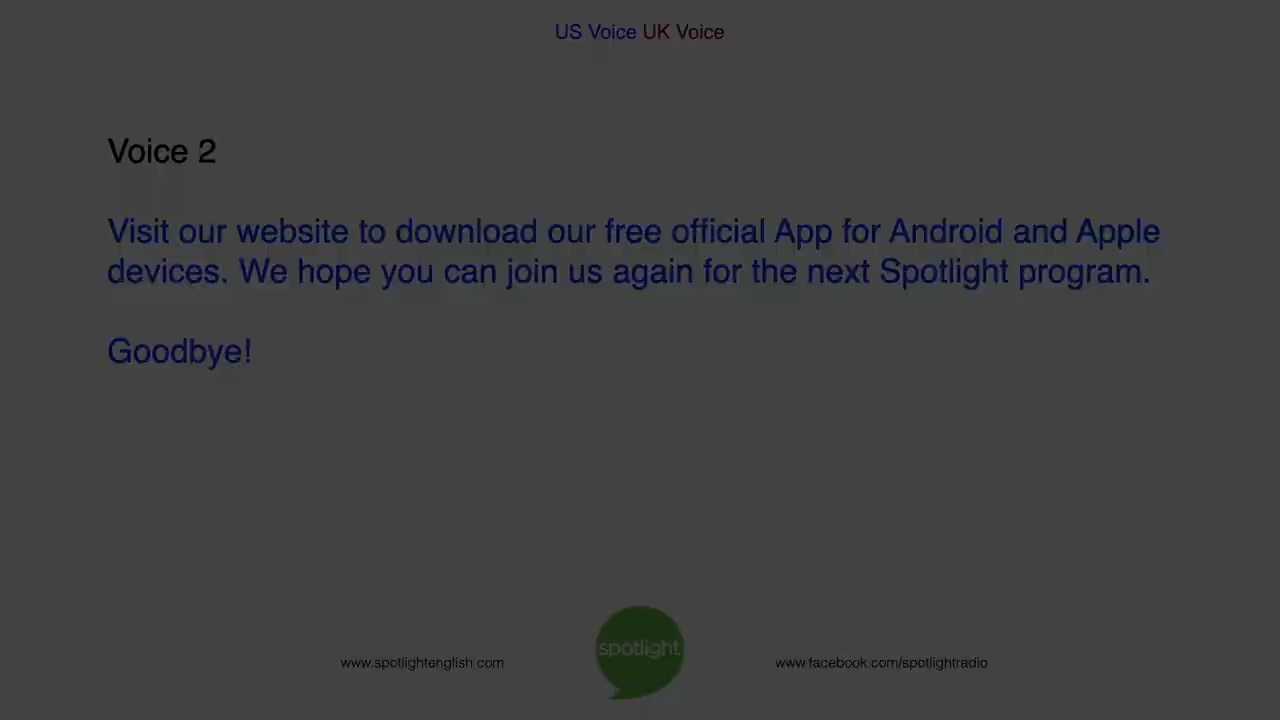 US Voice UK Voice
Voice 2
Visit our website to download our free official App for Android and Apple
devices. We hope you can join us again for the next Spotlight program.
Goodbye!
spotlight
www.spotlightenglish.com
www.facebook.com/spotlightradio